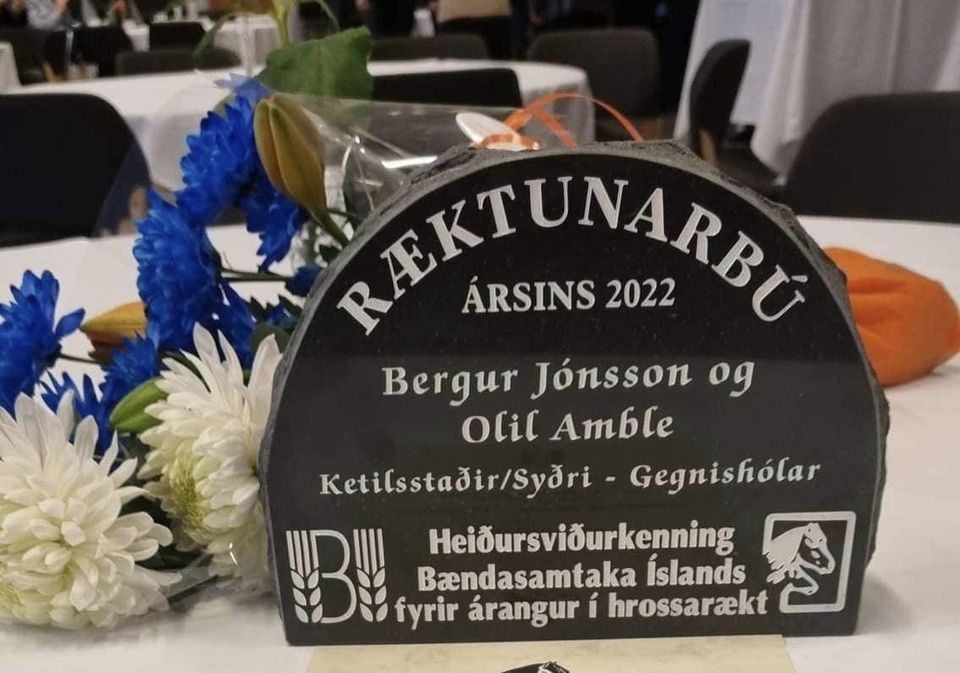 RÆKTUNARBÚ
ÁRSINS 2022
Bergur Jónsson og
Olil Amble
Ketilsstaðir/Syðri - Gegnishólar
B
Heiðursviðurkenning
Bændasamtaka Íslands
fyrir árangur í hrossarækt